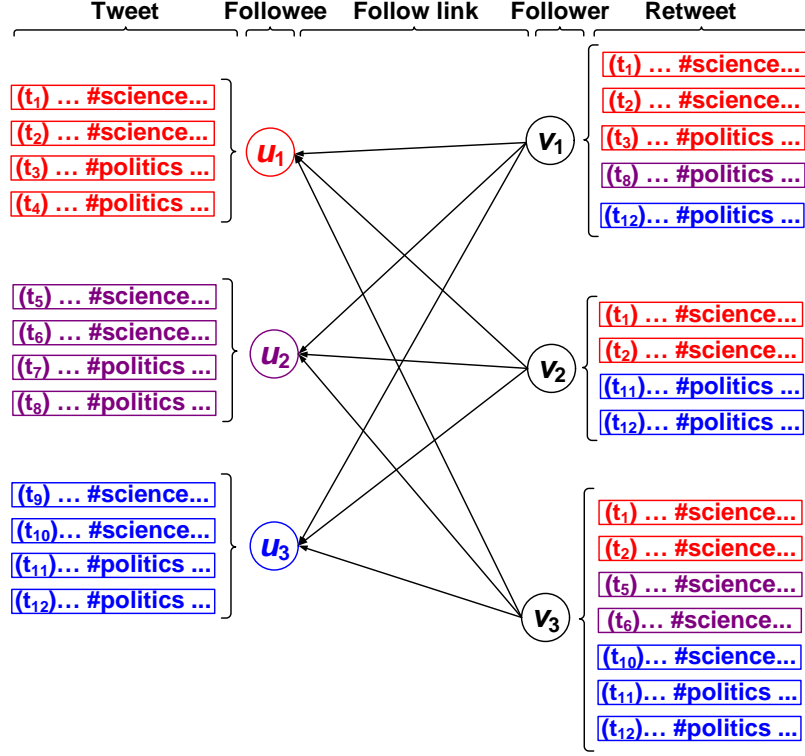 Tweet Followee Follow link Follower Retweet
(t1) ... #science...
(t2) ... #science...
(t3) ... #politics ...
(t4) ... #politics ...
u1
v1
(t1) ... #science...
(t2) ... #science...
(t3) ... #politics ...
(t8) ... #politics ...
(t12)... #politics ...
(t5) ... #science...
(t6) ... #science...
(t7) ... #politics ...
(t8) ... #politics ...
u2
v2
(t1) ... #science...
(t2) ... #science...
(t11)... #politics ...
(t12)... #politics ...
(t9) ... #science...
(t10)... #science...
(t11)... #politics ...
(t12)... #politics ...
u3
v3
(t1) ... #science...
(t2) ... #science...
(t5) ... #science...
(t6) ... #science...
(t10)... #science...
(t11)... #politics ...
(t12)... #politics ...